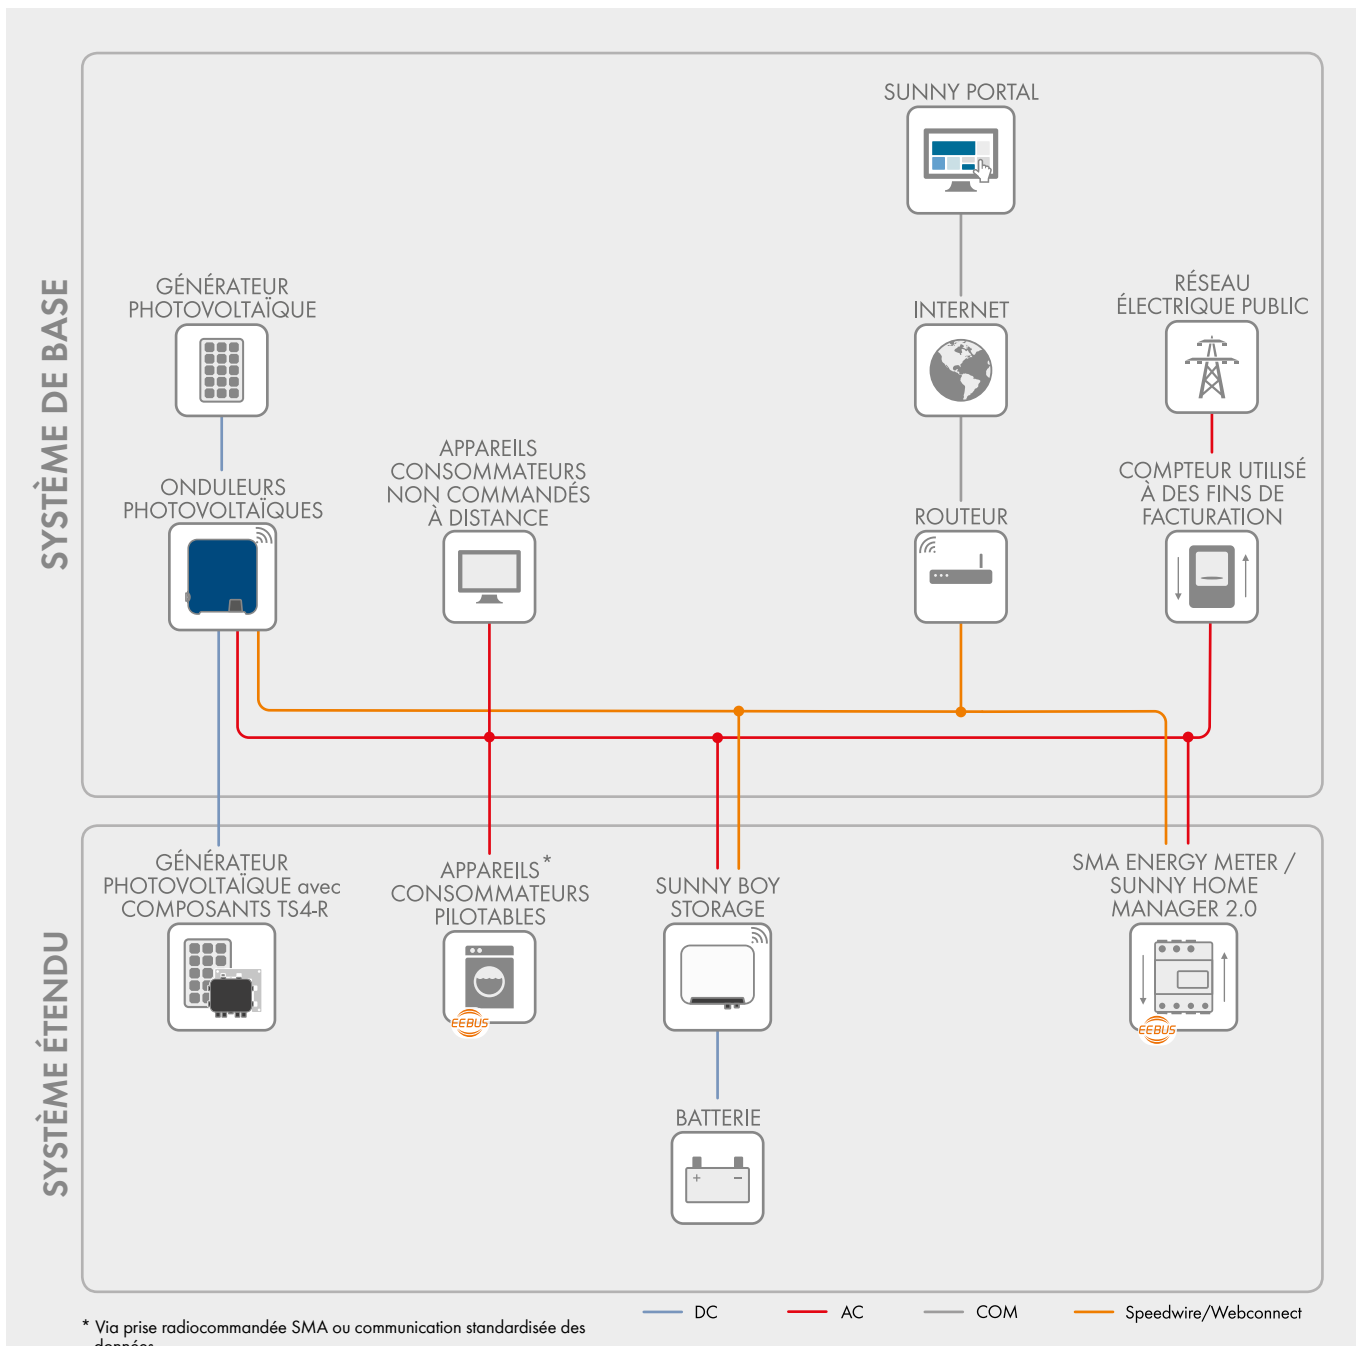 SYSTÈME DE BASE
SUNNY PORTAL
GÉNÉRATEUR
PHOTOVOLTAÏQUE
INTERNET
RÉSEAU
ÉLECTRIQUE PUBLIC
ONDULEURS
PHOTOVOLTAÏQUES
APPAREILS
CONSOMMATEURS
NON COMMANDÉS
À DISTANCE
ROUTEUR
COMPTEUR UTILISÉ
À DES FINS DE
FACTURATION
SYSTÈME ÉTENDU
GÉNÉRATEUR
PHOTOVOLTAÏQUE avec
COMPOSANTS TS4-R
APPAREILS*
CONSOMMATEURS
PILOTABLES
EEBUS
SUNNY BOY
STORAGE
SMA ENERGY METER /
SUNNY HOME
MANAGER 2.0
EEBUS
BATTERIE
+ −
DC
AC
COM
Speedwire/Webconnect
* Via prise radiocommandée SMA ou communication standardisée des
données